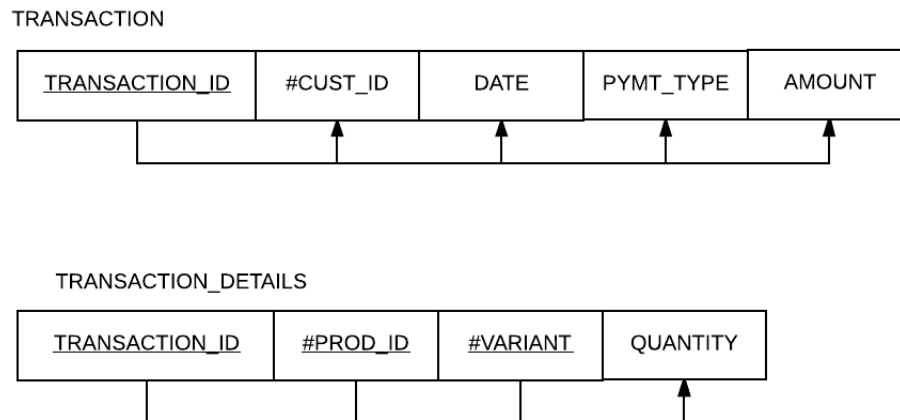 TRANSACTION
TRANSACTION_ID #CUST_ID DATE PYMT_TYPE AMOUNT
TRANSACTION_DETAILS
TRANSACTION_ID #PROD_ID #VARIANT QUANTITY